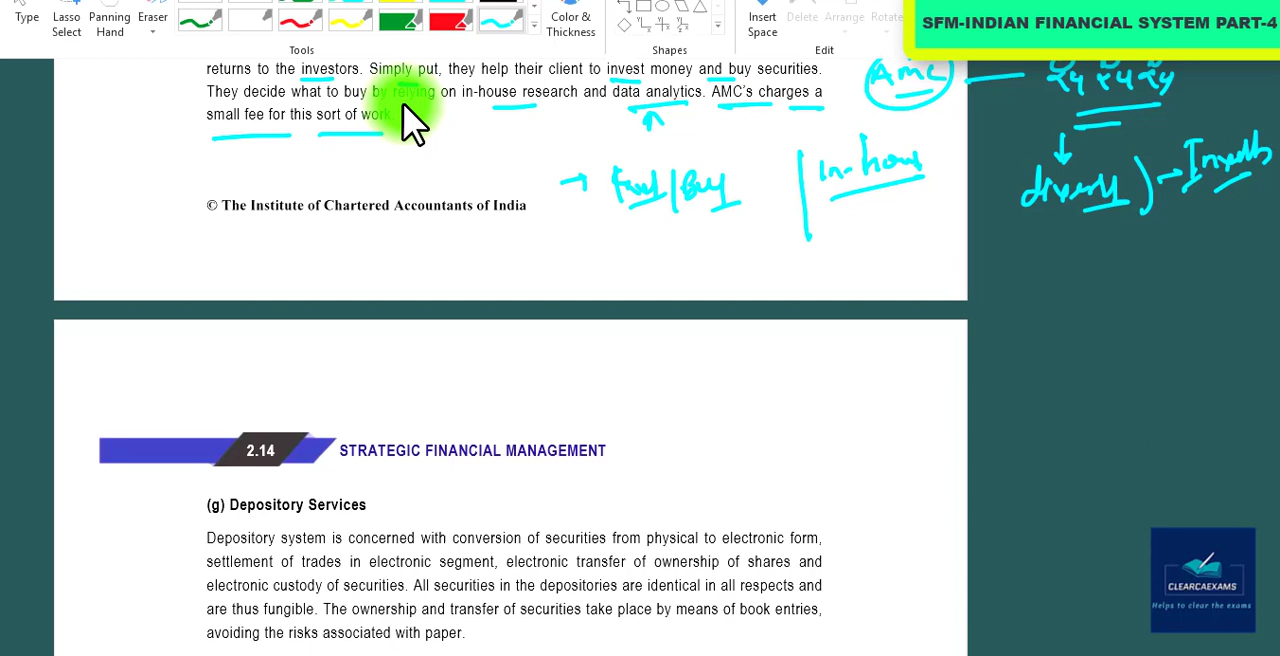 Type
Lasso Select
Panning Hand
Eraser
Tools
Color & Thickness
Shapes
Insert Space
Delete
Arrange
Rotate
Edit
SFM-INDIAN FINANCIAL SYSTEM PART-4
returns to the investors. Simply put, they help their client to invest money and buy securities.
They decide what to buy by relying on in-house research and data analytics. AMC's charges a
small fee for this sort of work.
AMC
in-house
Buy
© The Institute of Chartered Accountants of India
2.14 STRATEGIC FINANCIAL MANAGEMENT
(g) Depository Services
Depository system is concerned with conversion of securities from physical to electronic form,
settlement of trades in electronic segment, electronic transfer of ownership of shares and
electronic custody of securities. All securities in the depositories are identical in all respects and
are thus fungible. The ownership and transfer of securities take place by means of book entries,
avoiding the risks associated with paper.
CLEARCAEXAMS
Helps to clear the exams